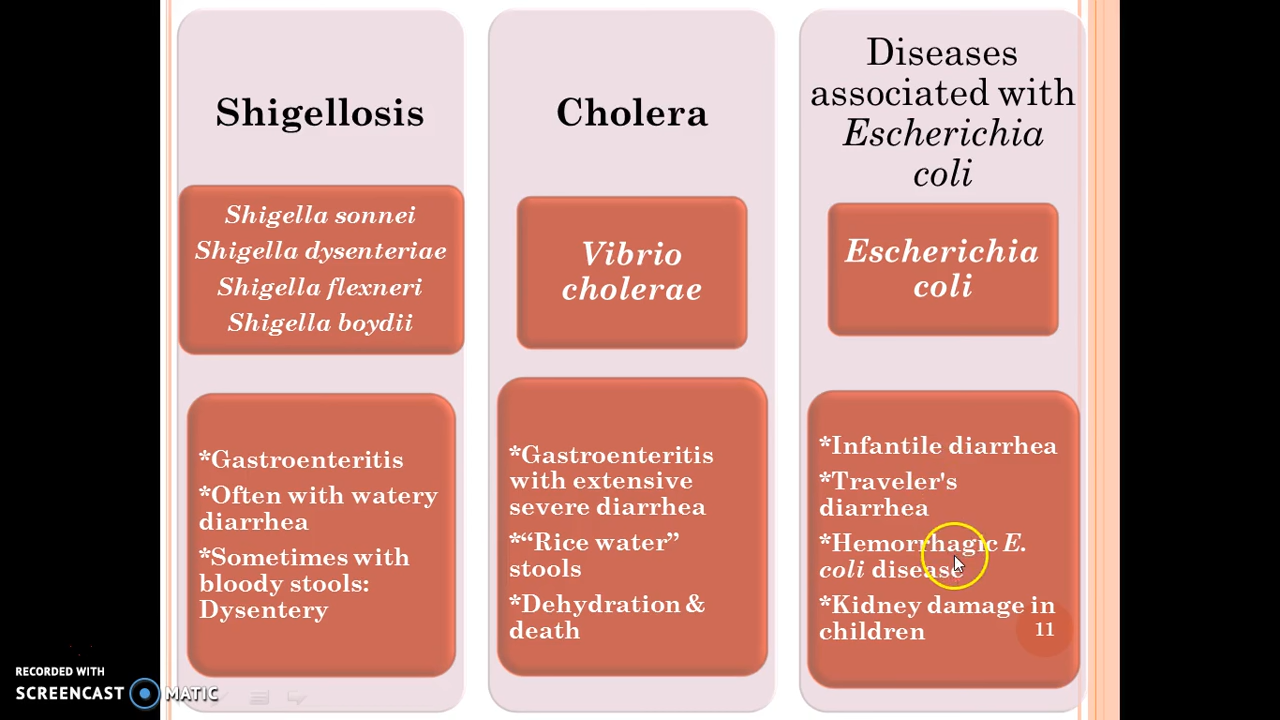 Shigellosis
Shigella sonnei
Shigella dysenteriae
Shigella flexneri
Shigella boydii
*Gastroenteritis
*Often with watery
diarrhea
*Sometimes with
bloody stools:
Dysentery
Cholera
Vibrio
cholerae
*Gastroenteritis
with extensive
severe diarrhea
*“Rice water”
stools
*Dehydration &
death
Diseases
associated with
Escherichia
coli
Escherichia
coli
*Infantile diarrhea
*Traveler's
diarrhea
*Hemorrhagic E.
coli disease
*Kidney damage in
children
11
RECORDED WITH
SCREENCAST MATIC